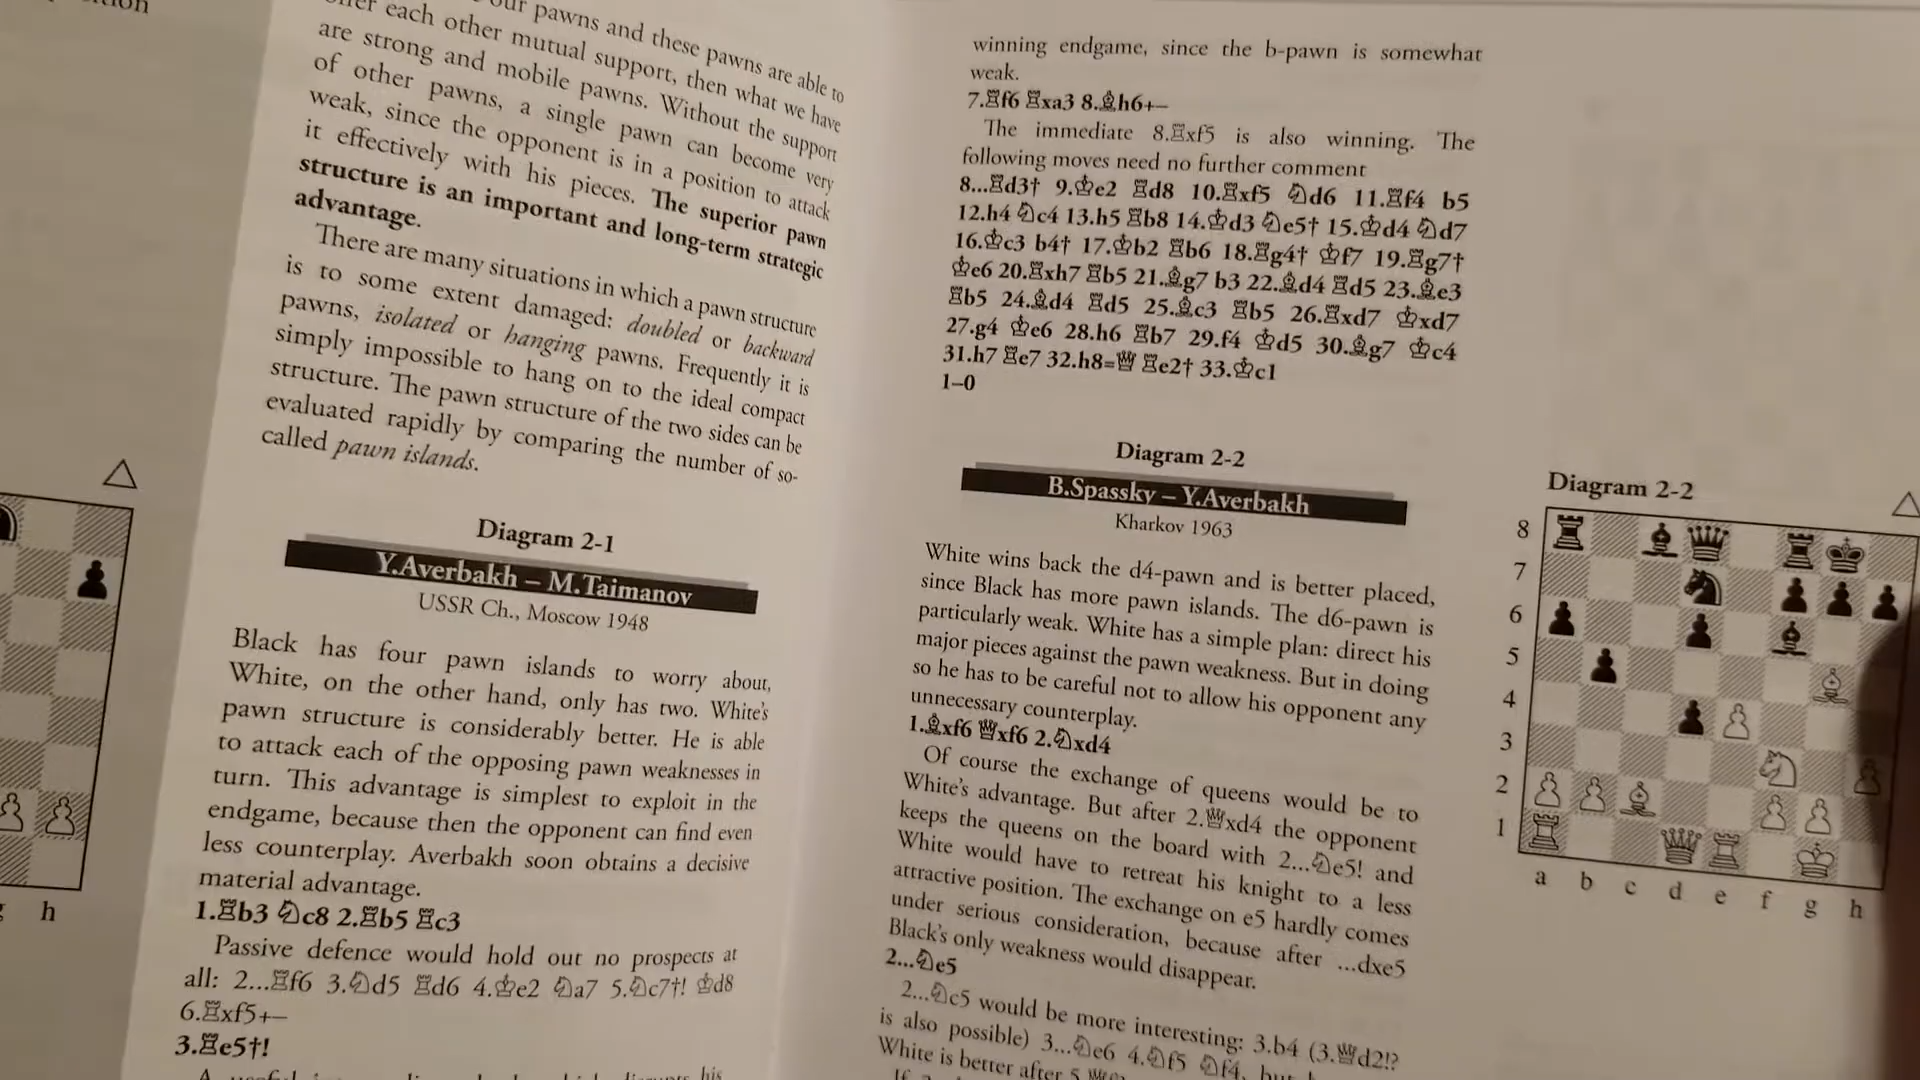 our pawns and these pawns are able to
offer each other mutual support, then what we have
are strong and mobile pawns. Without the support
of other pawns, a single pawn can become very
weak, since the opponent is in a position to attack
it effectively with his pieces. The superior pawn
structure is an important and long-term strategic
advantage.
There are many situations in which a pawn structure
is to some extent damaged: doubled or backward
pawns, isolated or hanging pawns. Frequently it is
simply impossible to hang on to the ideal compact
structure. The pawn structure of the two sides can be
evaluated rapidly by comparing the number of so-
called pawn islands.
Diagram 2-1
Y.Averbakh – M.Taimanov
USSR Ch., Moscow 1948
Black has four pawn islands to worry about,
White, on the other hand, only has two. White's
pawn structure is considerably better. He is able
to attack each of the opposing pawn weaknesses in
turn. This advantage is simplest to exploit in the
endgame, because then the opponent can find even
less counterplay. Averbakh soon obtains a decisive
material advantage.
1.♖b3 ♘c8 2.♖b5 ♖c3
Passive defence would hold out no prospects at
all: 2...♖f6 3.♘d5 ♖d6 4.♔e2 ♘a7 5.♘c7†! ♔d8
6.♖xf5+–
3.♖e5†!
h
winning endgame, since the b-pawn is somewhat
weak.
7.♖f6 ♖xa3 8.♗h6+–
The immediate 8.♖xf5 is also winning. The
following moves need no further comment
8...♖d3† 9.♔e2 ♖d8 10.♖xf5 ♘d6 11.♖f4 b5
12.h4 ♘c4 13.h5 ♖b8 14.♔d3 ♘e5† 15.♔d4 ♘d7
16.♔c3 b4† 17.♔b2 ♖b6 18.♖g4† ♔f7 19.♖g7†
♔e6 20.♖xh7 ♖b5 21.♗g7 b3 22.♗d4 ♖d5 23.♗e3
♖b5 24.♗d4 ♖d5 25.♗c3 ♖b5 26.♖xd7 ♔xd7
27.g4 ♔e6 28.h6 ♖b7 29.f4 ♔d5 30.♗g7 ♔c4
31.h7 ♖e7 32.h8=♕ ♖e2† 33.♔c1
1–0
Diagram 2-2
B.Spassky – Y.Averbakh
Kharkov 1963
White wins back the d4-pawn and is better placed,
since Black has more pawn islands. The d6-pawn is
particularly weak. White has a simple plan: direct his
major pieces against the pawn weakness. But in doing
so he has to be careful not to allow his opponent any
unnecessary counterplay.
1.♗xf6 ♕xf6 2.♘xd4
Of course the exchange of queens would be to
White's advantage. But after 2.♕xd4 the opponent
keeps the queens on the board with 2...♘e5! and
White would have to retreat his knight to a less
attractive position. The exchange on e5 hardly comes
under serious consideration, because after ...dxe5
Black's only weakness would disappear.
2...♘e5
2...♘c5 would be more interesting: 3.b4 (3.♕d2!?
is also possible) 3...♘e6 4.♘f5 ♘f4, but
White is better after 5
Diagram 2-2
8
7
6
5
4
3
2
1
a b c d e f g h